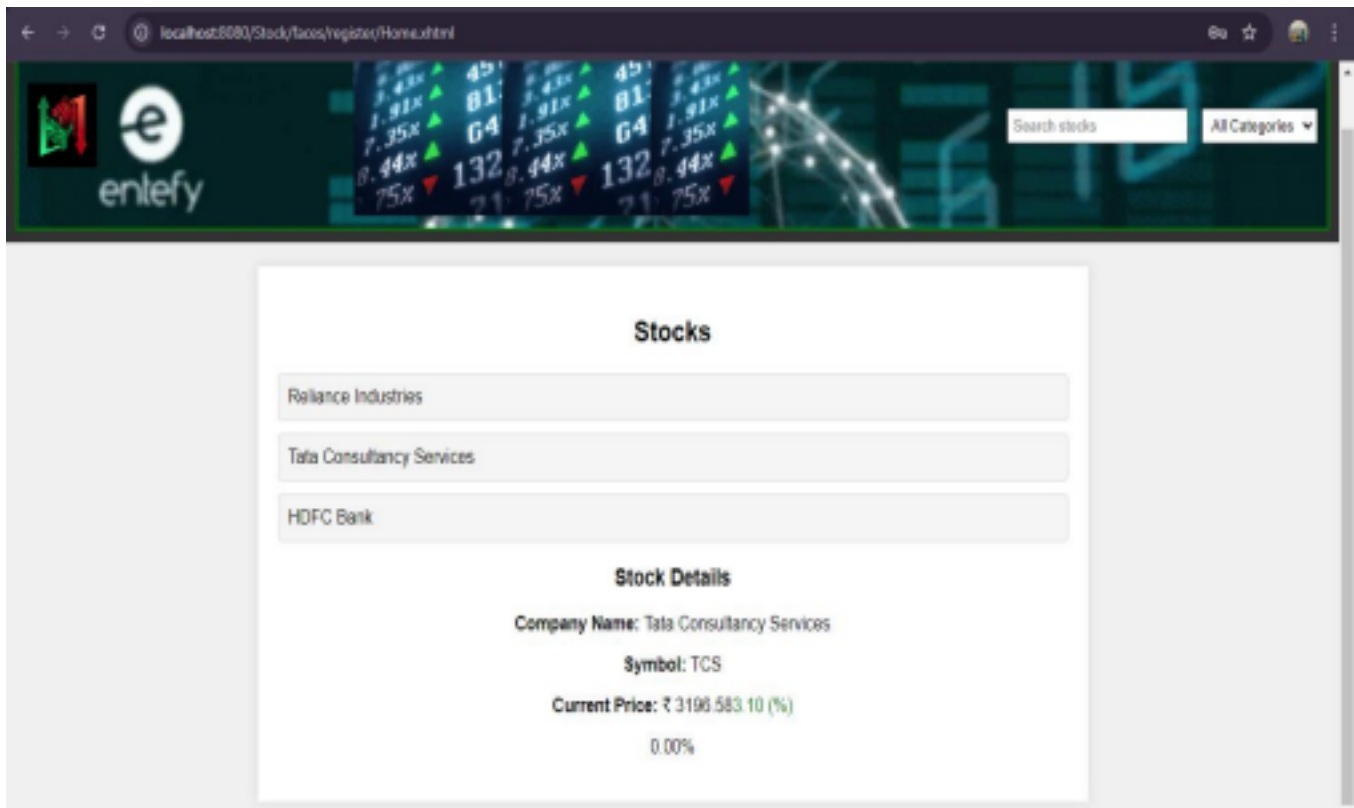 localhost:8080/Stock/faces/register/Home.xhtml
entefy
Search stocks
All Categories
Stocks
Reliance Industries
Tata Consultancy Services
HDFC Bank
Stock Details
Company Name: Tata Consultancy Services
Symbol: TCS
Current Price: ₹ 3196.583.10 (%)
0.00%